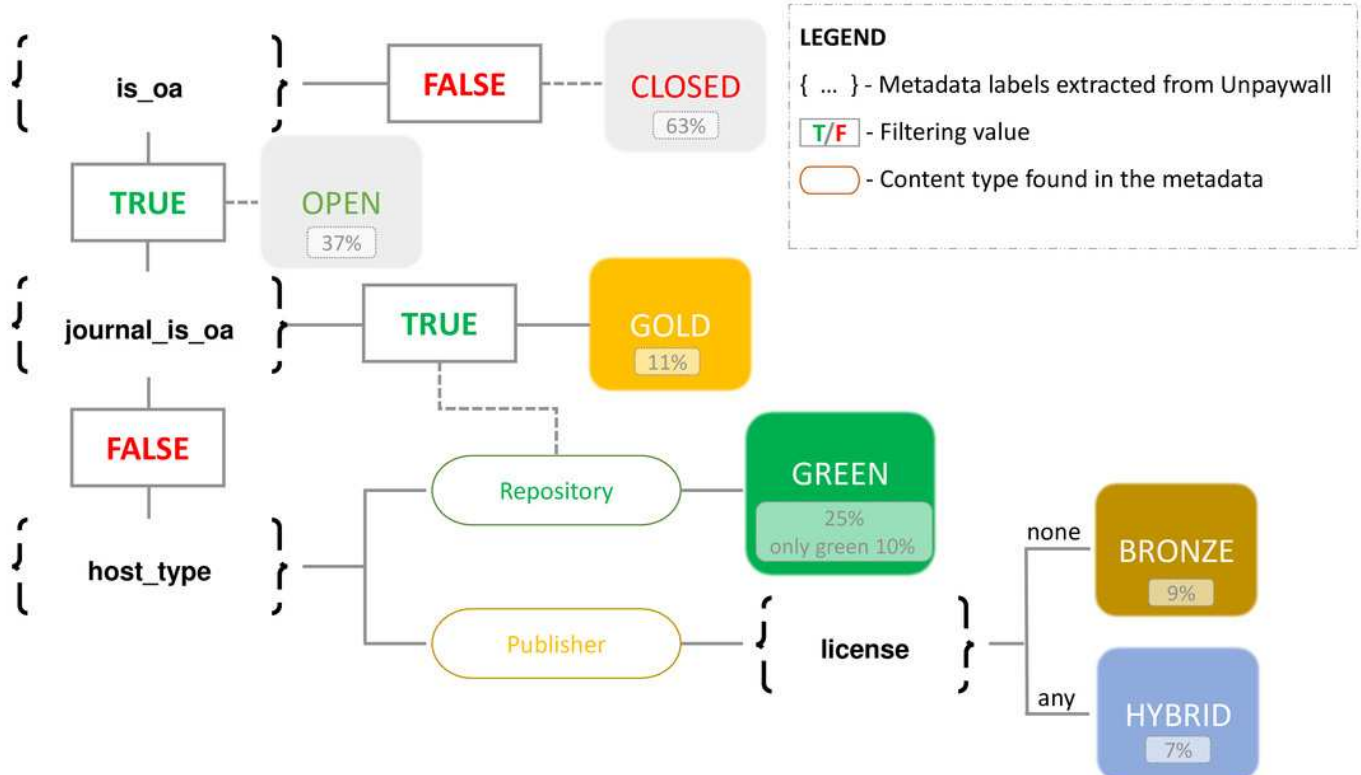 is_oa
FALSE
CLOSED
63%
LEGEND
{ ... } - Metadata labels extracted from Unpaywall
T/F - Filtering value
- Content type found in the metadata
TRUE
OPEN
37%
journal_is_oa
TRUE
GOLD
11%
FALSE
Repository
GREEN
25%
only green 10%
host_type
Publisher
license
none
BRONZE
9%
any
HYBRID
7%